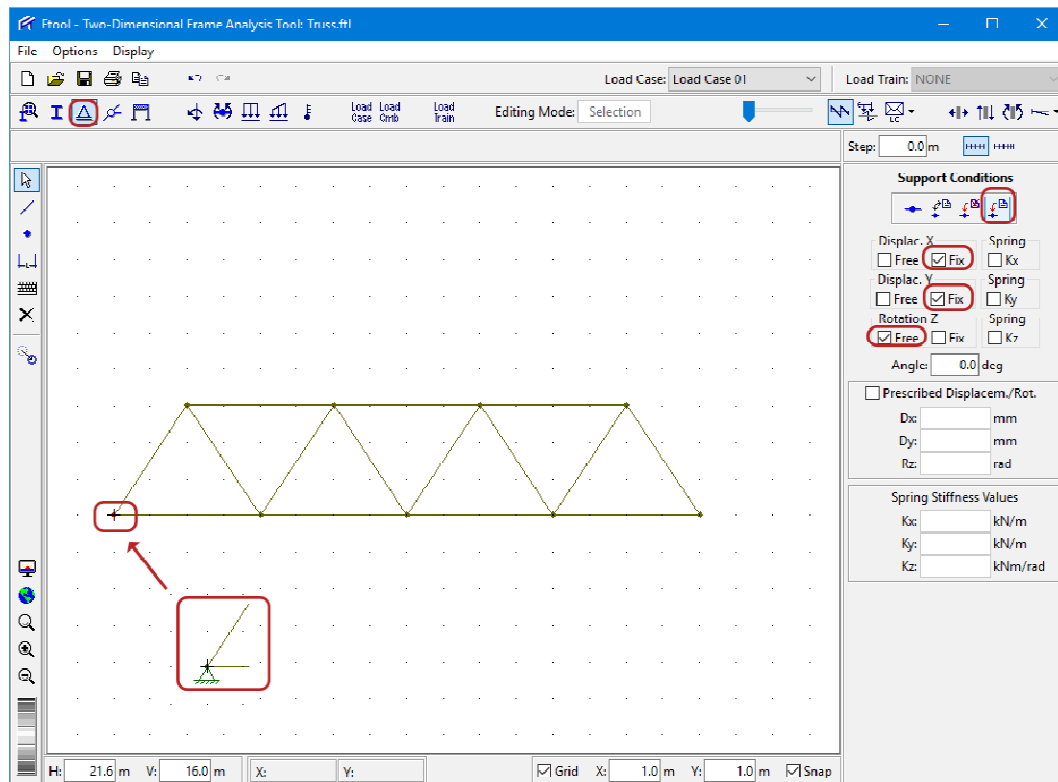 Ftool - Two-Dimensional Frame Analysis Tool: Truss.ftl
File Options Display
Load Case: Load Case 01 Load Train: NONE
Load Case Load Cmb Load Train Editing Mode: Selection LC
Step: 0.0 m
Support Conditions
Displac. X Spring
Free Fix Kx
Displac. Y Spring
Free Fix Ky
Rotation Z Spring
Free Fix Kz
Angle: 0.0 deg
Prescribed Displacem./Rot.
Dx: mm
Dy: mm
Rz: rad
Spring Stiffness Values
Kx: kN/m
Ky: kN/m
Kz: kNm/rad
H: 21.6 m V: 16.0 m X: Y: Grid X: 1.0 m Y: 1.0 m Snap